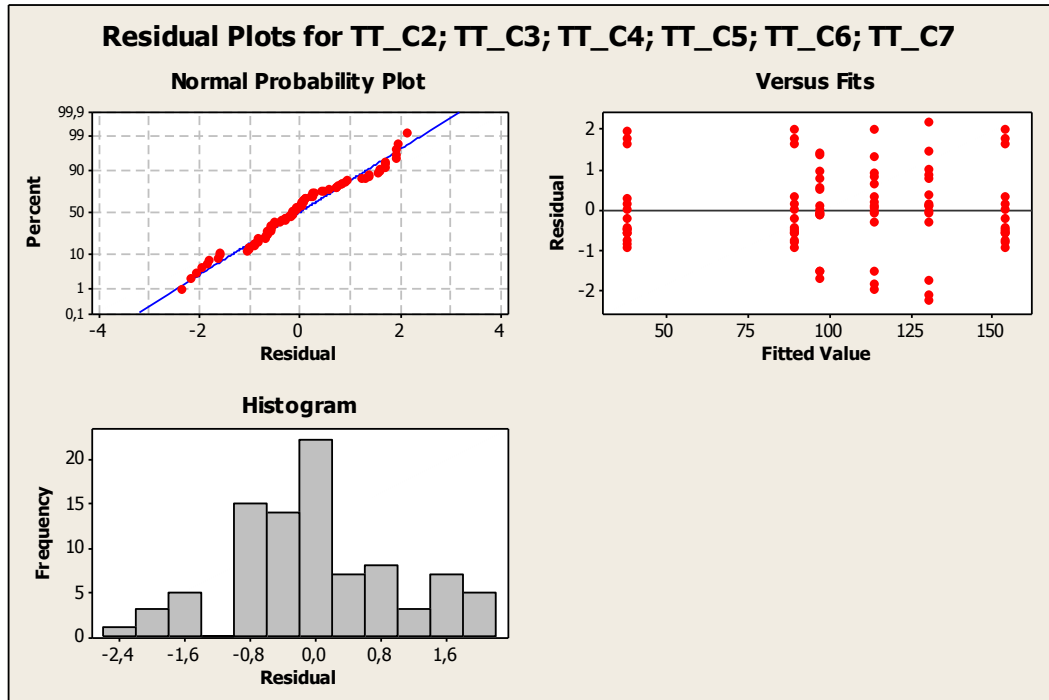 Residual Plots for TT_C2; TT_C3; TT_C4; TT_C5; TT_C6; TT_C7
Normal Probability Plot
Percent
99,9
99
90
50
10
1
0,1
-4 -2 0 2 4
Residual
Versus Fits
Residual
2
1
0
-1
-2
50 75 100 125 150
Fitted Value
Histogram
Frequency
20
15
10
5
0
-2,4 -1,6 -0,8 0,0 0,8 1,6
Residual